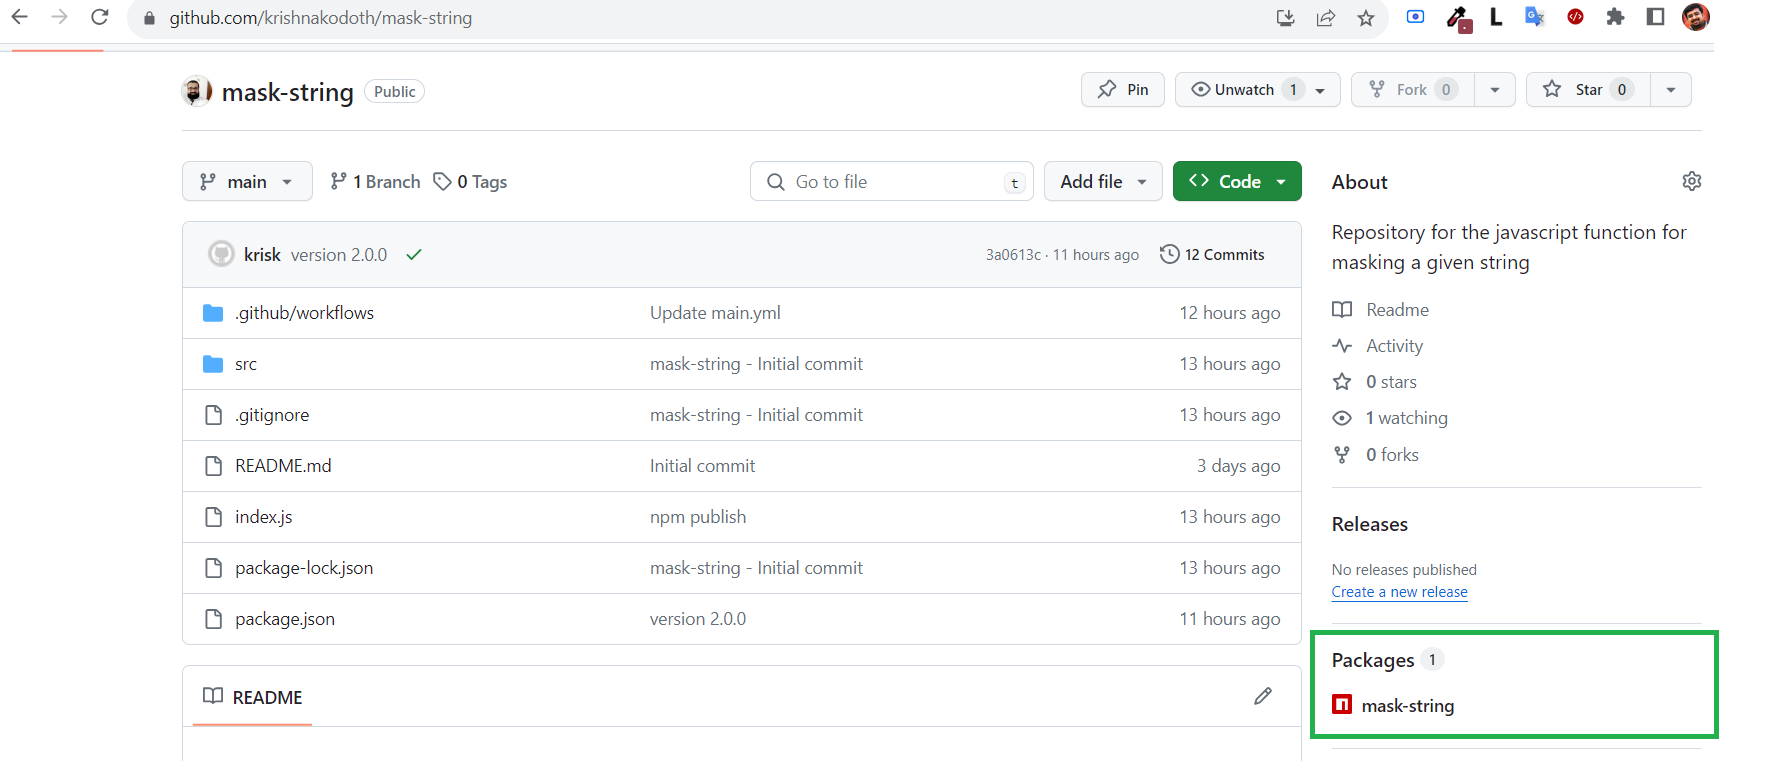 github.com/krishnakodoth/mask-string
mask-string Public
Pin
Unwatch 1
Fork 0
Star 0
main
1 Branch
0 Tags
Go to file t
Add file
Code
krisk version 2.0.0
3a0613c · 11 hours ago
12 Commits
.github/workflows Update main.yml 12 hours ago
src mask-string - Initial commit 13 hours ago
.gitignore mask-string - Initial commit 13 hours ago
README.md Initial commit 3 days ago
index.js npm publish 13 hours ago
package-lock.json mask-string - Initial commit 13 hours ago
package.json version 2.0.0 11 hours ago
README
About
Repository for the javascript function for
masking a given string
Readme
Activity
0 stars
1 watching
0 forks
Releases
No releases published
Create a new release
Packages 1
mask-string